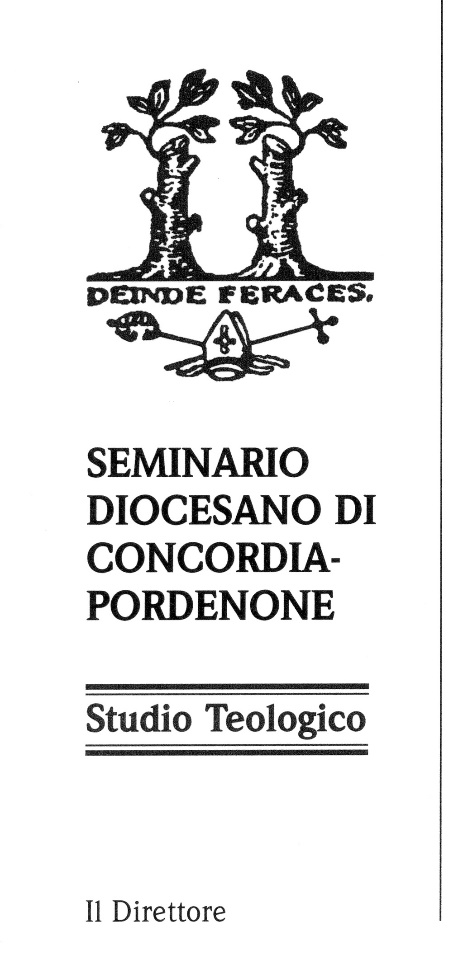 DEINDE FERACES.
SEMINARIO
DIOCESANO DI
CONCORDIA-
PORDENONE
Studio Teologico
Il Direttore